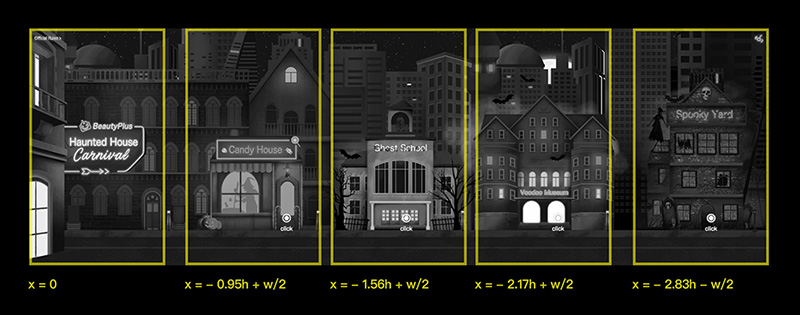 Official Rules >
BeautyPlus
Haunted House
Carnival
Candy House
click
Ghost School
click
Voodoo Museum
click
Spooky Yard
click
x = 0
x = − 0.95h + w/2
x = − 1.56h + w/2
x = − 2.17h + w/2
x = − 2.83h − w/2